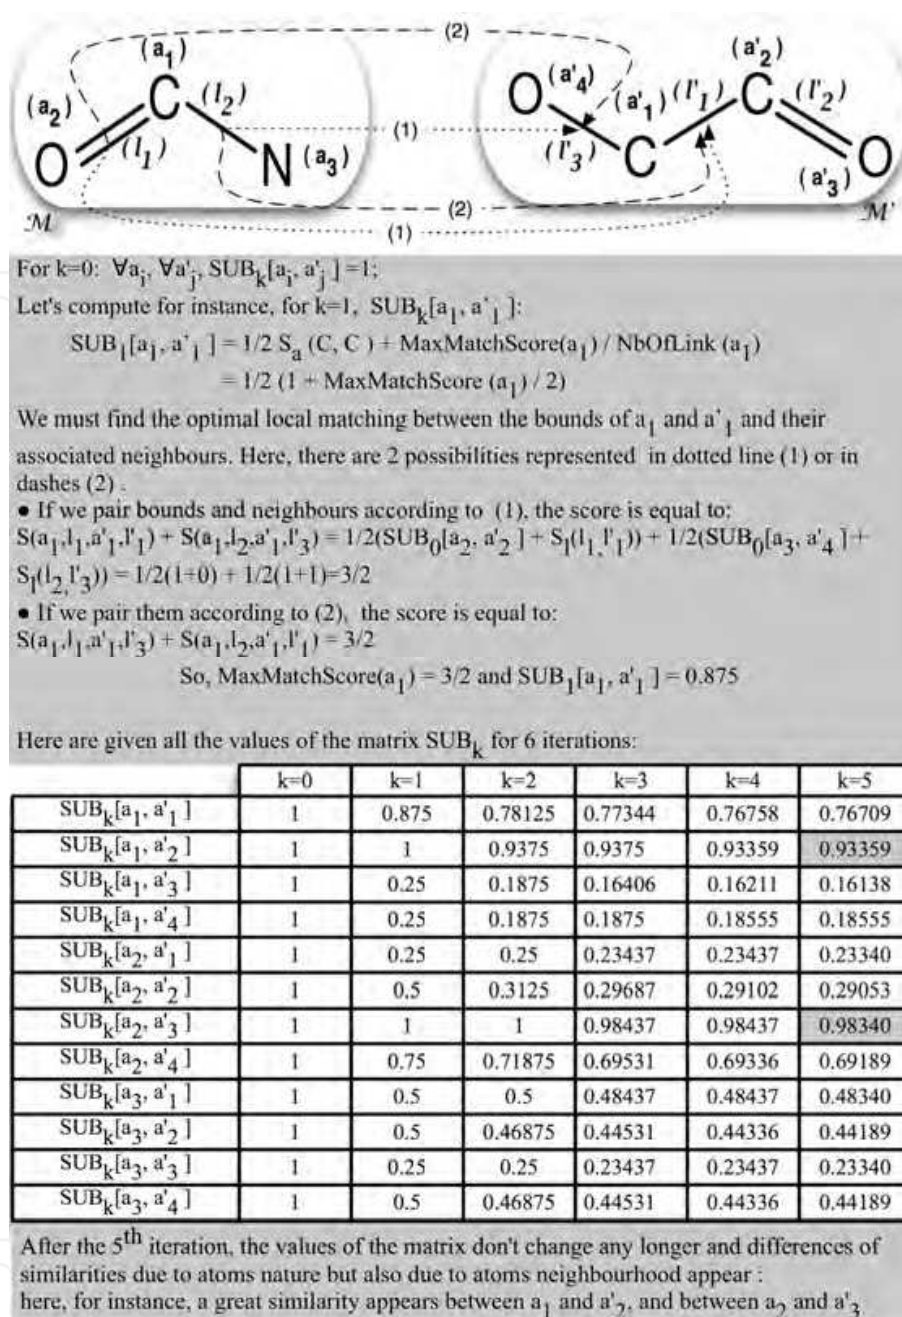 (2)
(a1) (a'2)
(a2) C (l2) O (a'4) (a'1) (l'1) C (l'2)
(l1) (1) (l'3)
O N (a3) C O
(a'3)
M (2) M'
(1)
For k=0: ∀ai, ∀a'j, SUBk[ai, a'j ] =1;
Let's compute for instance, for k=1, SUBk[a1, a'1 ]:
SUB1[a1, a'1 ] = 1/2 Sa (C, C ) + MaxMatchScore(a1) / NbOfLink (a1)
= 1/2 (1 + MaxMatchScore (a1) / 2)
We must find the optimal local matching between the bounds of a1 and a'1 and their
associated neighbours. Here, there are 2 possibilities represented in dotted line (1) or in
dashes (2) .
• If we pair bounds and neighbours according to (1), the score is equal to:
S(a1,l1,a'1,l'1) + S(a1,l2,a'1,l'3) = 1/2(SUB0[a2, a'2 ] + Sl(l1,l'1)) + 1/2(SUB0[a3, a'4 ] +
Sl(l2,l'3)) = 1/2(1+0) + 1/2(1+1)=3/2
• If we pair them according to (2), the score is equal to:
S(a1,l1,a'1,l'3) + S(a1,l2,a'1,l'1) = 3/2
So, MaxMatchScore(a1) = 3/2 and SUB1[a1, a'1 ] = 0.875
Here are given all the values of the matrix SUBk for 6 iterations:
k=0 k=1 k=2 k=3 k=4 k=5
SUBk[a1, a'1 ] 1 0.875 0.78125 0.77344 0.76758 0.76709
SUBk[a1, a'2 ] 1 1 0.9375 0.9375 0.93359 0.93359
SUBk[a1, a'3 ] 1 0.25 0.1875 0.16406 0.16211 0.16138
SUBk[a1, a'4 ] 1 0.25 0.1875 0.1875 0.18555 0.18555
SUBk[a2, a'1 ] 1 0.25 0.25 0.23437 0.23437 0.23340
SUBk[a2, a'2 ] 1 0.5 0.3125 0.29687 0.29102 0.29053
SUBk[a2, a'3 ] 1 1 1 0.98437 0.98437 0.98340
SUBk[a2, a'4 ] 1 0.75 0.71875 0.69531 0.69336 0.69189
SUBk[a3, a'1 ] 1 0.5 0.5 0.48437 0.48437 0.48340
SUBk[a3, a'2 ] 1 0.5 0.46875 0.44531 0.44336 0.44189
SUBk[a3, a'3 ] 1 0.25 0.25 0.23437 0.23437 0.23340
SUBk[a3, a'4 ] 1 0.5 0.46875 0.44531 0.44336 0.44189
After the 5th iteration, the values of the matrix don't change any longer and differences of
similarities due to atoms nature but also due to atoms neighbourhood appear :
here, for instance, a great similarity appears between a1 and a'2, and between a2 and a'3